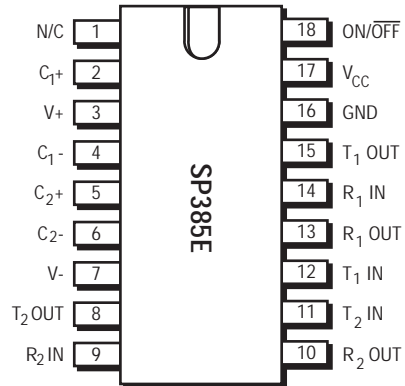 N/C 1 18 ON/OFF
C1+ 2 17 VCC
V+ 3 16 GND
C1- 4 15 T1 OUT
C2+ 5 14 R1 IN
C2- 6 13 R1 OUT
V- 7 12 T1 IN
T2 OUT 8 11 T2 IN
R2 IN 9 10 R2 OUT
SP385E